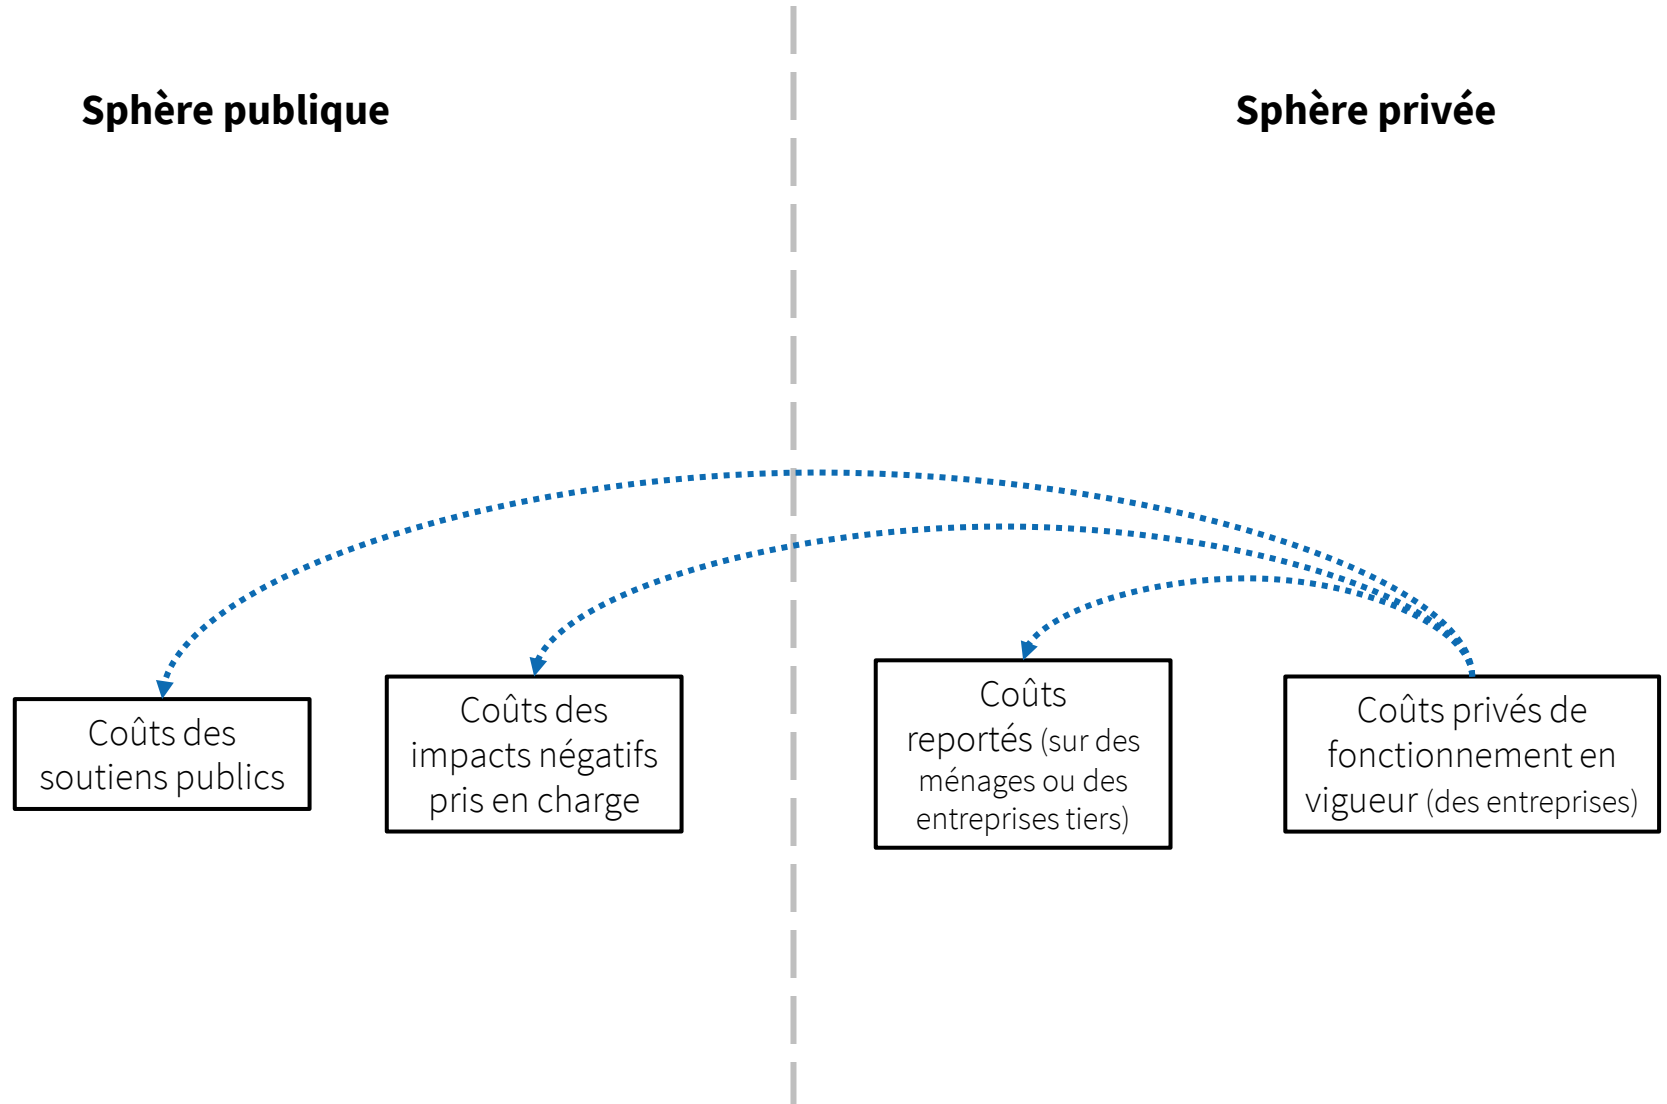 Sphère publique
Sphère privée
Coûts des
soutiens publics
Coûts des
impacts négatifs
pris en charge
Coûts
reportés (sur des
ménages ou des
entreprises tiers)
Coûts privés de
fonctionnement en
vigueur (des entreprises)